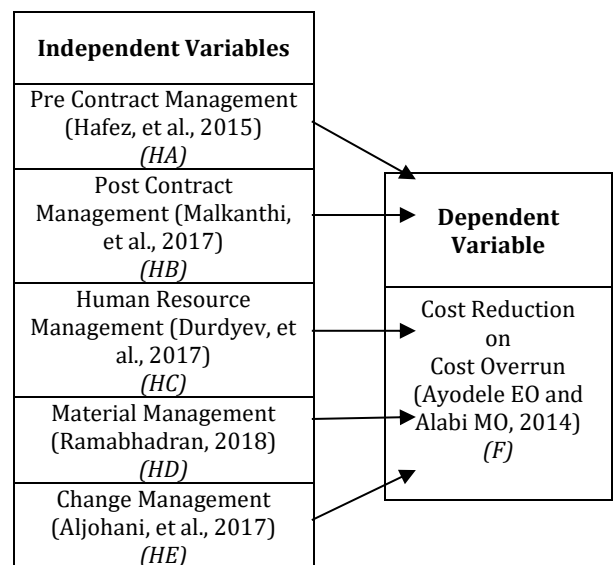 Independent Variables
Pre Contract Management
(Hafez, et al., 2015)
(HA)
Post Contract
Management (Malkanthi,
et al., 2017)
(HB)
Human Resource
Management (Durdyev, et
al., 2017)
(HC)
Material Management
(Ramabhadran, 2018)
(HD)
Change Management
(Aljohani, et al., 2017)
(HE)
Dependent
Variable
Cost Reduction
on
Cost Overrun
(Ayodele EO and
Alabi MO, 2014)
(F)